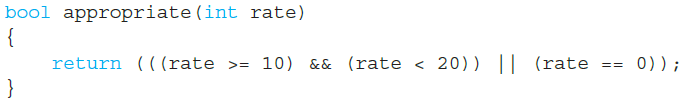 bool appropriate(int rate)
{
    return (((rate >= 10) && (rate < 20)) || (rate == 0));
}